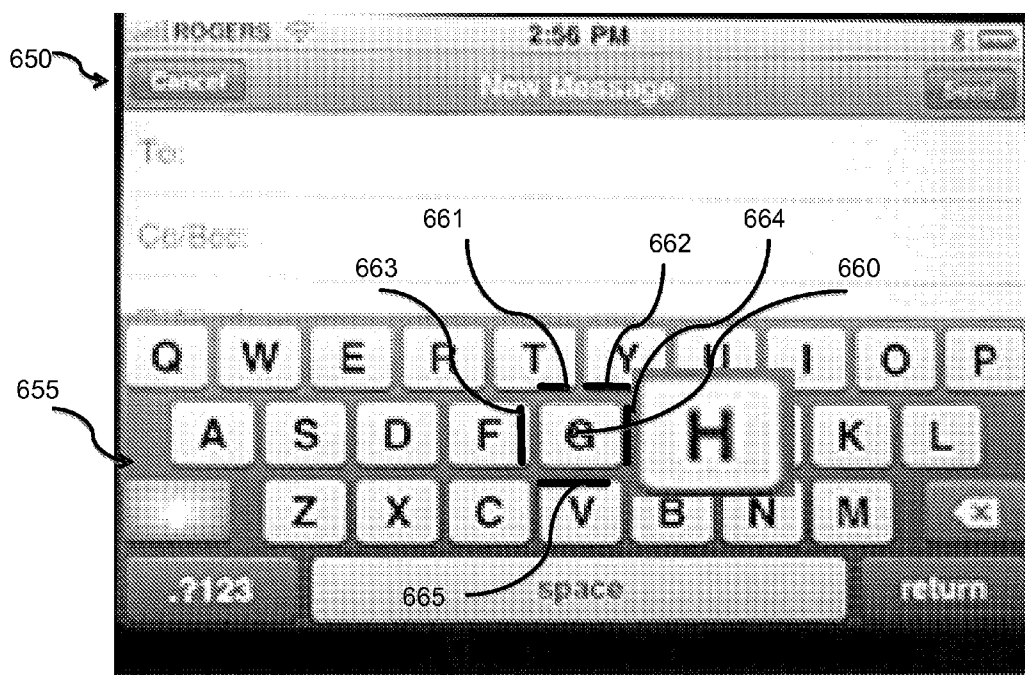 ROGERS 2:56 PM
650
Cancel New Message Send
To:
661 662 664
Cc/Bcc:
663 660
Q W E R T Y U I O P
655
A S D F G H K L
Z X C V B N M
.?123 665 space return